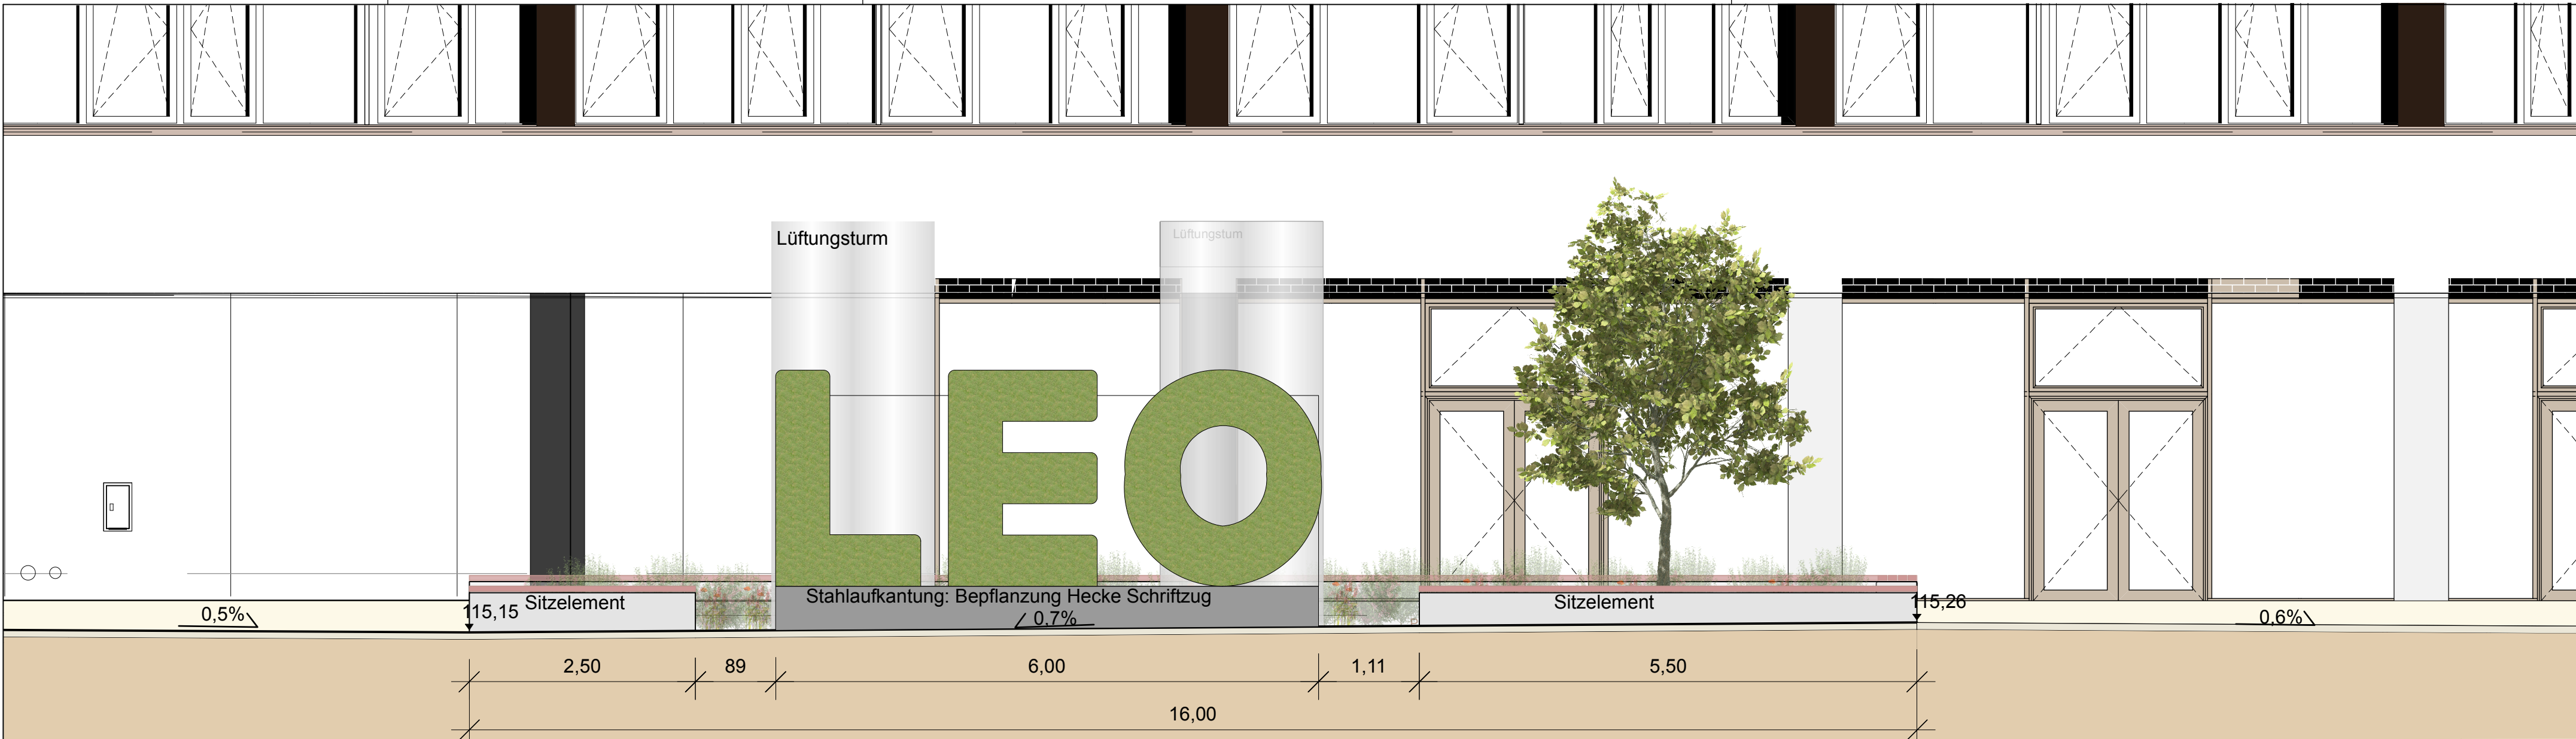 Lüftungsturm
Lüftungsturm
LEO
Stahlaufkantung: Bepflanzung Hecke Schriftzug
0,5%
115,15
Sitzelement
0,7%
Sitzelement
115,26
0,6%
2,50
89
6,00
1,11
5,50
16,00